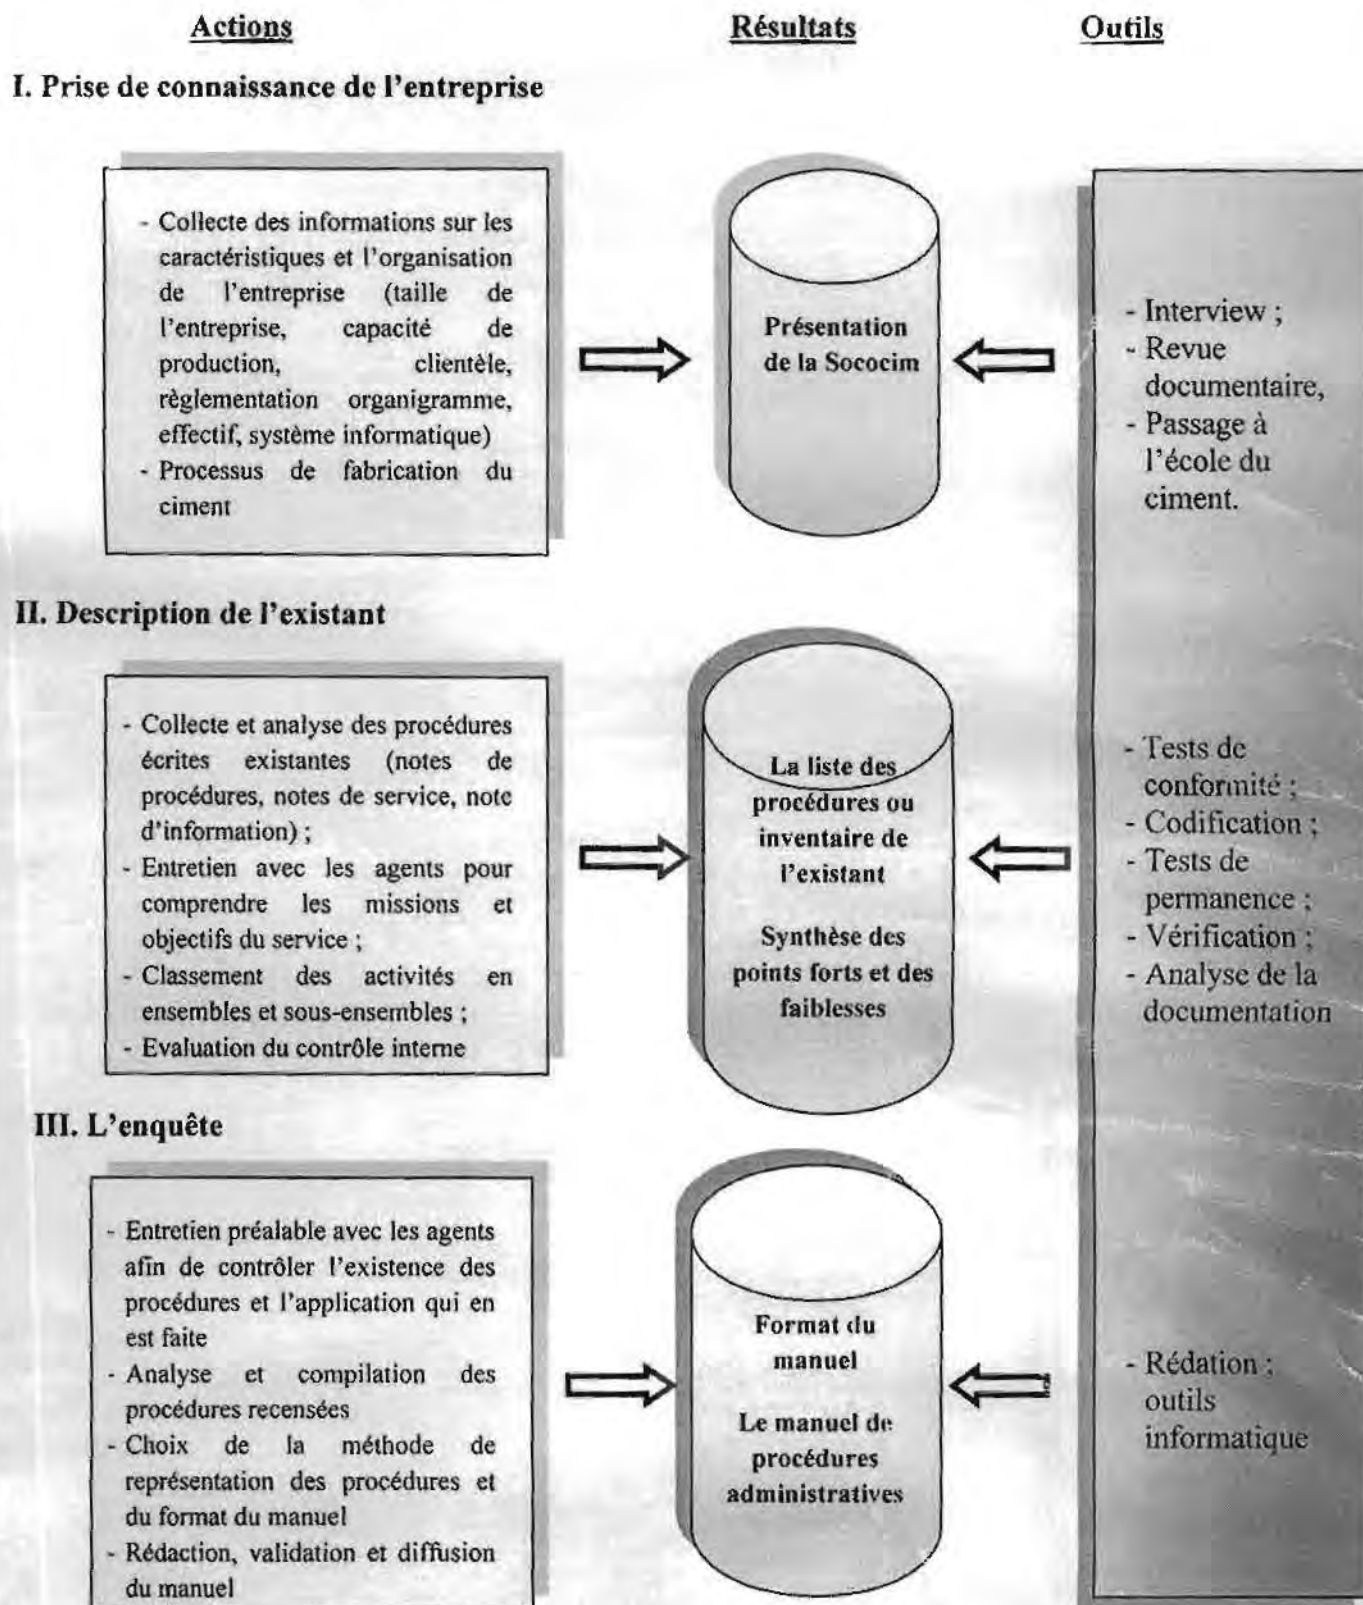 Actions Résultats Outils
I. Prise de connaissance de l'entreprise
- Collecte des informations sur les
caractéristiques et l'organisation
de l'entreprise (taille de
l'entreprise, capacité de
production, clientèle,
règlementation organigramme,
effectif, système informatique)
- Processus de fabrication du
ciment
Présentation
de la Sococim
- Interview ;
- Revue
documentaire,
- Passage à
l'école du
ciment.
II. Description de l'existant
- Collecte et analyse des procédures
écrites existantes (notes de
procédures, notes de service, note
d'information) ;
- Entretien avec les agents pour
comprendre les missions et
objectifs du service ;
- Classement des activités en
ensembles et sous-ensembles ;
- Evaluation du contrôle interne
La liste des
procédures ou
inventaire de
l'existant
Synthèse des
points forts et des
faiblesses
- Tests de
conformité ;
- Codification ;
- Tests de
permanence ;
- Vérification ;
- Analyse de la
documentation
III. L'enquête
- Entretien préalable avec les agents
afin de contrôler l'existence des
procédures et l'application qui en
est faite
- Analyse et compilation des
procédures recensées
- Choix de la méthode de
représentation des procédures et
du format du manuel
- Rédaction, validation et diffusion
du manuel
Format du
manuel
Le manuel de
procédures
administratives
- Rédation ;
outils
informatique